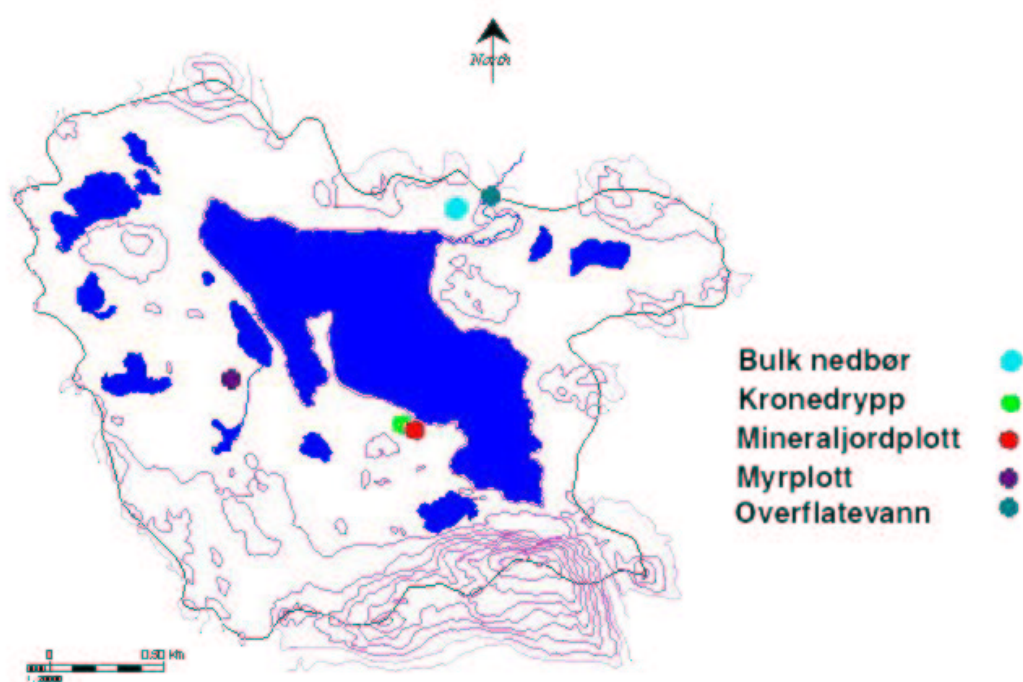 North
Bulk nedbør
Kronedrypp
Mineraljordplott
Myrplott
Overflatevann
0 0.50 km